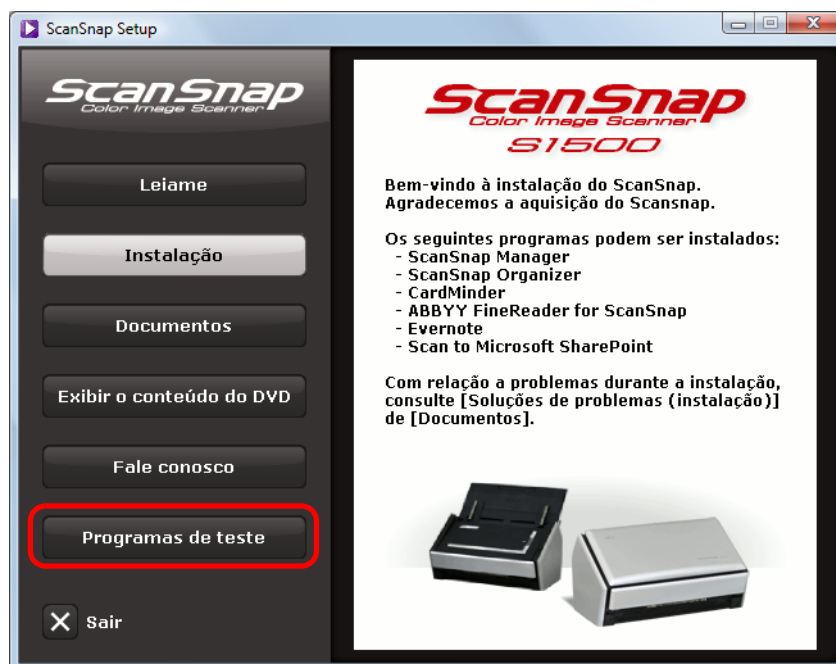 ScanSnap Setup
ScanSnap
Color Image Scanner
Leiame
Instalação
Documentos
Exibir o conteúdo do DVD
Fale conosco
Programas de teste
Sair
ScanSnap
Color Image Scanner
S1500
Bem-vindo à instalação do ScanSnap.
Agradecemos a aquisição do Scansnap.
Os seguintes programas podem ser instalados:
- ScanSnap Manager
- ScanSnap Organizer
- CardMinder
- ABBYY FineReader for ScanSnap
- Evernote
- Scan to Microsoft SharePoint
Com relação a problemas durante a instalação,
consulte [Soluções de problemas (instalação)]
de [Documentos].